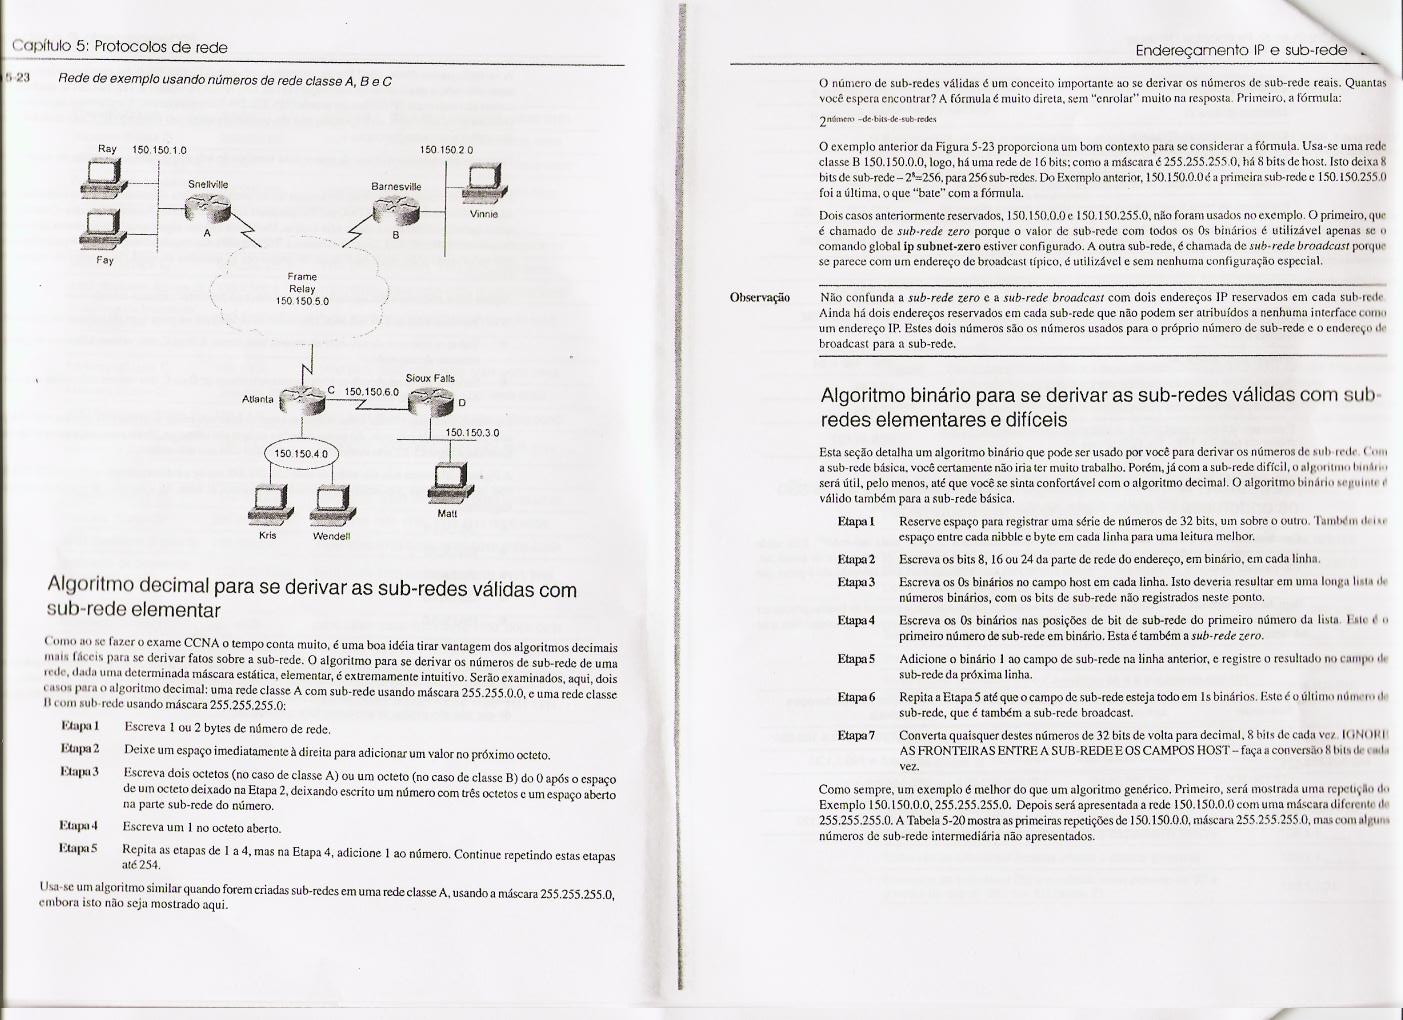 Capítulo 5: Protocolos de rede
5-23 Rede de exemplo usando números de rede classe A, B e C
Ray 150.150.1.0
150.150.2.0
Snellville
Barnesville
Vinnie
A
B
Fay
Frame
Relay
150.150.5.0
Sioux Falls
Atlanta
C 150.150.6.0
D
150.150.3.0
150.150.4.0
Matt
Kris Wendell
Algoritmo decimal para se derivar as sub-redes válidas com
sub-rede elementar
Como ao se fazer o exame CCNA o tempo conta muito, é uma boa idéia tirar vantagem dos algoritmos decimais
mais fáceis para se derivar fatos sobre a sub-rede. O algoritmo para se derivar os números de sub-rede de uma
rede, dada uma determinada máscara estática, elementar, é extremamente intuitivo. Serão examinados, aqui, dois
casos para o algoritmo decimal: uma rede classe A com sub-rede usando máscara 255.255.0.0, e uma rede classe
B com sub-rede usando máscara 255.255.255.0:
Etapa 1 Escreva 1 ou 2 bytes de número de rede.
Etapa 2 Deixe um espaço imediatamente à direita para adicionar um valor no próximo octeto.
Etapa 3 Escreva dois octetos (no caso de classe A) ou um octeto (no caso de classe B) do 0 após o espaço
de um octeto deixado na Etapa 2, deixando escrito um número com três octetos e um espaço aberto
na parte sub-rede do número.
Etapa 4 Escreva um 1 no octeto aberto.
Etapa 5 Repita as etapas de 1 a 4, mas na Etapa 4, adicione 1 ao número. Continue repetindo estas etapas
até 254.
Usa-se um algoritmo similar quando forem criadas sub-redes em uma rede classe A, usando a máscara 255.255.255.0,
embora isto não seja mostrado aqui.
Endereçamento IP e sub-rede
O número de sub-redes válidas é um conceito importante ao se derivar os números de sub-rede reais. Quantas
você espera encontrar? A fórmula é muito direta, sem "enrolar" muito na resposta. Primeiro, a fórmula:
2número -de-bits-de-sub-redes
O exemplo anterior da Figura 5-23 proporciona um bom contexto para se considerar a fórmula. Usa-se uma rede
classe B 150.150.0.0, logo, há uma rede de 16 bits; como a máscara é 255.255.255.0, há 8 bits de host. Isto deixa 8
bits de sub-rede – 2⁸=256, para 256 sub-redes. Do Exemplo anterior, 150.150.0.0 é a primeira sub-rede e 150.150.255.0
foi a última, o que "bate" com a fórmula.
Dois casos anteriormente reservados, 150.150.0.0 e 150.150.255.0, não foram usados no exemplo. O primeiro, que
é chamado de sub-rede zero porque o valor de sub-rede com todos os 0s binários é utilizável apenas se o
comando global ip subnet-zero estiver configurado. A outra sub-rede, é chamada de sub-rede broadcast porque
se parece com um endereço de broadcast típico, é utilizável e sem nenhuma configuração especial.
Observação Não confunda a sub-rede zero e a sub-rede broadcast com dois endereços IP reservados em cada sub-rede
Ainda há dois endereços reservados em cada sub-rede que não podem ser atribuídos a nenhuma interface como
um endereço IP. Estes dois números são os números usados para o próprio número de sub-rede e o endereço de
broadcast para a sub-rede.
Algoritmo binário para se derivar as sub-redes válidas com sub-
redes elementares e difíceis
Esta seção detalha um algoritmo binário que pode ser usado por você para derivar os números de sub-rede. Com
a sub-rede básica, você certamente não iria ter muito trabalho. Porém, já com a sub-rede difícil, o algoritmo binário
será útil, pelo menos, até que você se sinta confortável com o algoritmo decimal. O algoritmo binário seguinte é
válido também para a sub-rede básica.
Etapa 1 Reserve espaço para registrar uma série de números de 32 bits, um sobre o outro. Também deixe
espaço entre cada nibble e byte em cada linha para uma leitura melhor.
Etapa 2 Escreva os bits 8, 16 ou 24 da parte de rede do endereço, em binário, em cada linha.
Etapa 3 Escreva os 0s binários no campo host em cada linha. Isto deveria resultar em uma longa lista de
números binários, com os bits de sub-rede não registrados neste ponto.
Etapa 4 Escreva os 0s binários nas posições de bit de sub-rede do primeiro número da lista. Este é o
primeiro número de sub-rede em binário. Esta é também a sub-rede zero.
Etapa 5 Adicione o binário 1 ao campo de sub-rede na linha anterior, e registre o resultado no campo de
sub-rede da próxima linha.
Etapa 6 Repita a Etapa 5 até que o campo de sub-rede esteja todo em 1s binários. Este é o último número de
sub-rede, que é também a sub-rede broadcast.
Etapa 7 Converta quaisquer destes números de 32 bits de volta para decimal, 8 bits de cada vez. IGNORE
AS FRONTEIRAS ENTRE A SUB-REDE E OS CAMPOS HOST – faça a conversão 8 bits de cada
vez.
Como sempre, um exemplo é melhor do que um algoritmo genérico. Primeiro, será mostrada uma repetição do
Exemplo 150.150.0.0, 255.255.255.0. Depois será apresentada a rede 150.150.0.0 com uma máscara diferente de
255.255.255.0. A Tabela 5-20 mostra as primeiras repetições de 150.150.0.0, máscara 255.255.255.0, mas com alguns
números de sub-rede intermediária não apresentados.